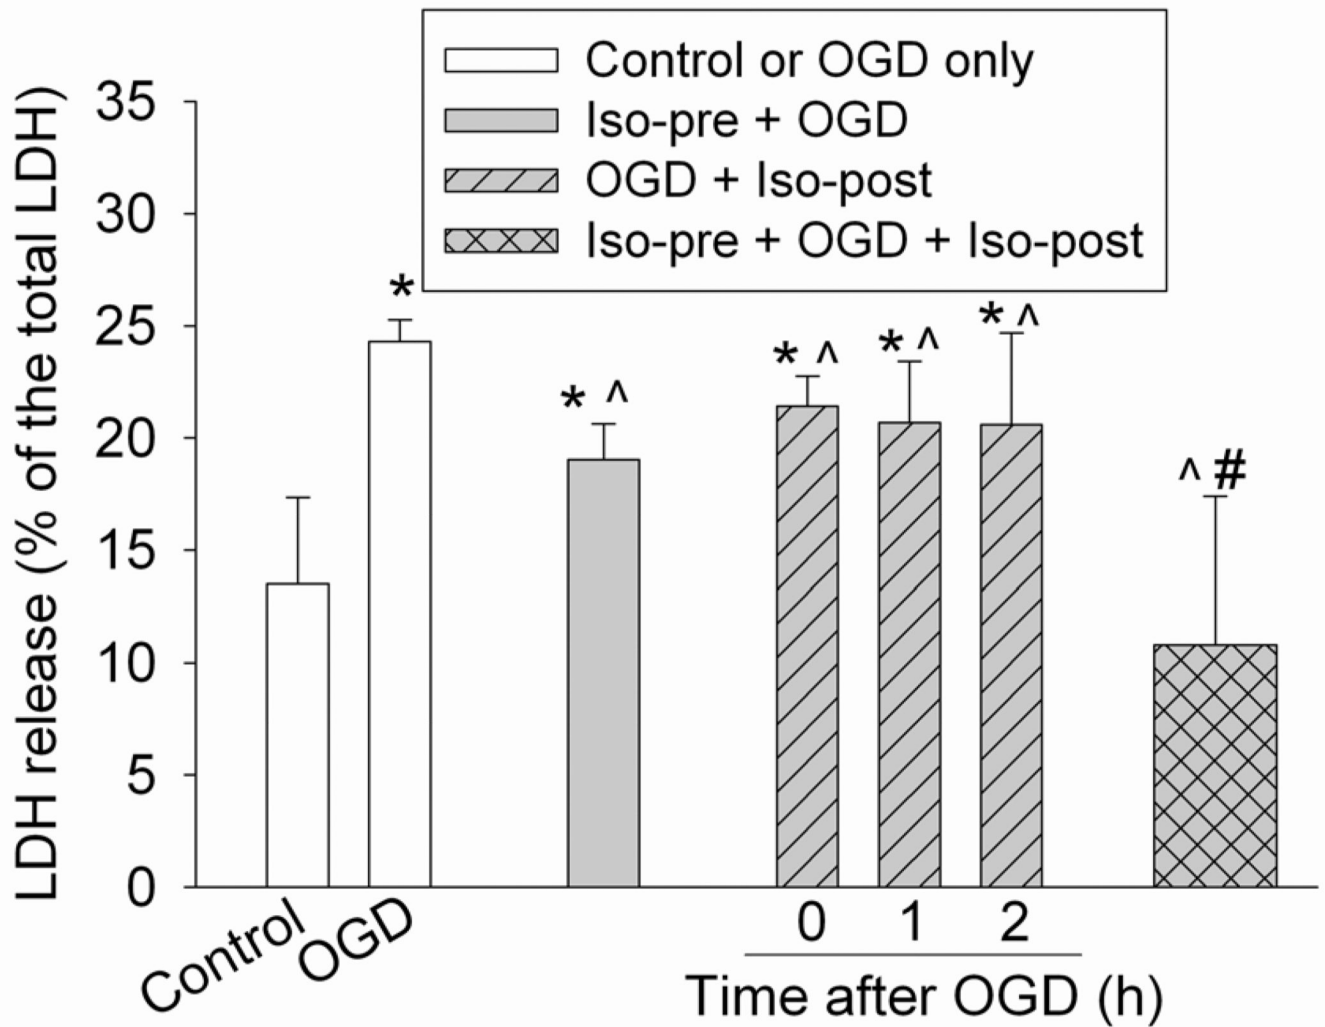 Control or OGD only
Iso-pre + OGD
OGD + Iso-post
Iso-pre + OGD + Iso-post
LDH release (% of the total LDH)
35
30
25
20
15
10
5
0
*
* ^
* ^
* ^
* ^
^ #
Control
OGD
0 1 2
Time after OGD (h)